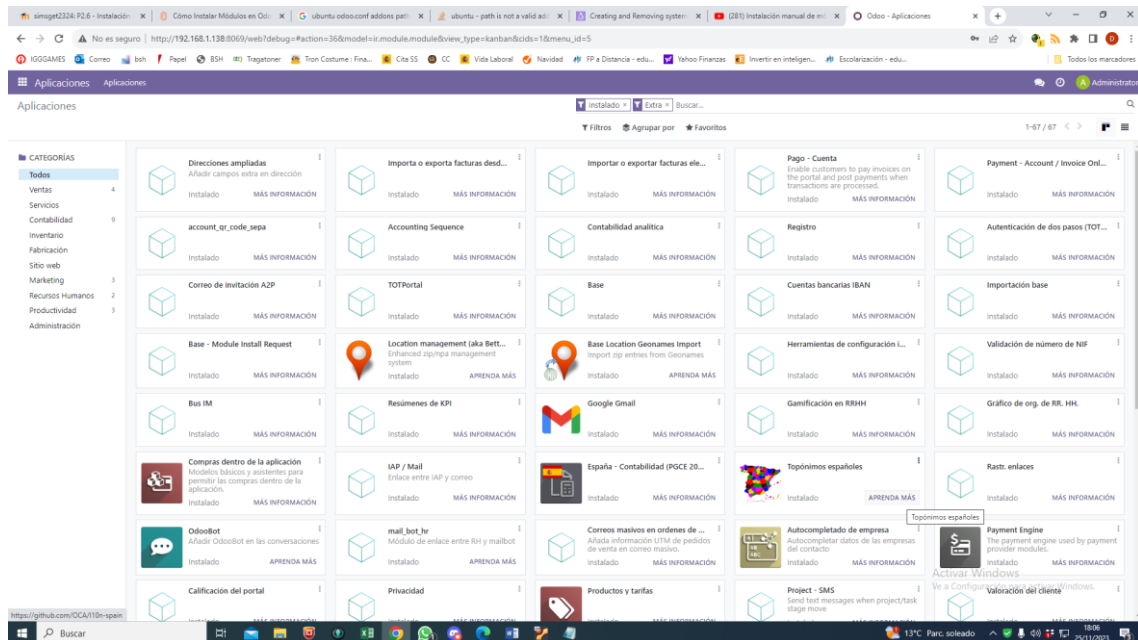 simsget2324: P2.6 - Instalación
Cómo Instalar Módulos en Odo
ubuntu odoo.conf addons path
ubuntu - path is not a valid add
Creating and Removing system
(281) Instalación manual de mó
Odoo - Aplicaciones
No es seguro | http://192.168.1.138:8069/web?debug=#action=36&model=ir.module.module&view_type=kanban&cids=1&menu_id=5
IGGGAMES Correo bsh Papel BSH Tragatoner Tron Costume : Fina... Cita SS CC Vida Laboral Navidad FP a Distancia - edu... Yahoo Finanzas Invertir en inteligen... Escolarización - edu... Todos los marcadores
Aplicaciones Aplicaciones Administrator
Aplicaciones
Instalado × Extra × Buscar...
Filtros Agrupar por Favoritos 1-67 / 67
CATEGORÍAS
Todos
Ventas 4
Servicios
Contabilidad 9
Inventario
Fabricación
Sitio web
Marketing 3
Recursos Humanos 2
Productividad 3
Administración
Direcciones ampliadas
Añadir campos extra en dirección
Instalado MÁS INFORMACIÓN
Importa o exporta facturas desd...
Instalado MÁS INFORMACIÓN
Importar o exportar facturas ele...
Instalado MÁS INFORMACIÓN
Pago - Cuenta
Enable customers to pay invoices on
the portal and post payments when
transactions are processed.
Instalado MÁS INFORMACIÓN
Payment - Account / Invoice Onl...
Instalado MÁS INFORMACIÓN
account_qr_code_sepa
Instalado MÁS INFORMACIÓN
Accounting Sequence
Instalado MÁS INFORMACIÓN
Contabilidad analítica
Instalado MÁS INFORMACIÓN
Registro
Instalado MÁS INFORMACIÓN
Autenticación de dos pasos (TOT...
Instalado MÁS INFORMACIÓN
Correo de invitación A2P
Instalado MÁS INFORMACIÓN
TOTPortal
Instalado MÁS INFORMACIÓN
Base
Instalado MÁS INFORMACIÓN
Cuentas bancarias IBAN
Instalado MÁS INFORMACIÓN
Importación base
Instalado MÁS INFORMACIÓN
Base - Module Install Request
Instalado MÁS INFORMACIÓN
Location management (aka Bett...
Enhanced zip/npa management
system
Instalado APRENDA MÁS
Base Location Geonames Import
Import zip entries from Geonames
Instalado APRENDA MÁS
Herramientas de configuración i...
Instalado MÁS INFORMACIÓN
Validación de número de NIF
Instalado MÁS INFORMACIÓN
Bus IM
Instalado MÁS INFORMACIÓN
Resúmenes de KPI
Instalado MÁS INFORMACIÓN
Google Gmail
Instalado MÁS INFORMACIÓN
Gamificación en RRHH
Instalado MÁS INFORMACIÓN
Gráfico de org. de RR. HH.
Instalado MÁS INFORMACIÓN
Compras dentro de la aplicación
Modelos básicos y asistentes para
permitir las compras dentro de la
aplicación.
Instalado MÁS INFORMACIÓN
IAP / Mail
Enlace entre IAP y correo
Instalado MÁS INFORMACIÓN
España - Contabilidad (PGCE 20...
Instalado MÁS INFORMACIÓN
Topónimos españoles
Instalado APRENDA MÁS
Topónimos españoles
Rastr. enlaces
Instalado MÁS INFORMACIÓN
OdooBot
Añadir OdooBot en las conversaciones
Instalado APRENDA MÁS
mail_bot_hr
Módulo de enlace entre RH y mailbot
Instalado APRENDA MÁS
Correos masivos en ordenes de ...
Añada información UTM de pedidos
de venta en correo masivo.
Instalado MÁS INFORMACIÓN
Autocompletado de empresa
Autocompletar datos de las empresas
del contacto
Instalado MÁS INFORMACIÓN
Payment Engine
The payment engine used by payment
provider modules.
Instalado MÁS INFORMACIÓN
Activar Windows
Ve a Configuración para activar Windows.
Calificación del portal
Privacidad
Productos y tarifas
Project - SMS
Send text messages when project/task
stage move
Valoración del cliente
https://github.com/OCA/l10n-spain
Buscar
13°C Parc. soleado
18:06
25/11/2023